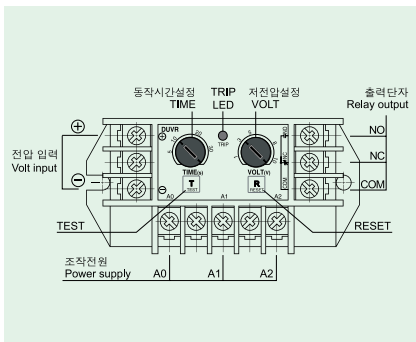 동작시간설정 TRIP 저전압설정 출력단자
TIME LED VOLT Relay output
전압 입력
Volt input
DUVR
TRIP
TIME(s) VOLT(V)
T
TEST
R
RESET
A0 A1 A2
COM
NO
NC
COM
TEST
RESET
조작전원
Power supply A0 A1 A2